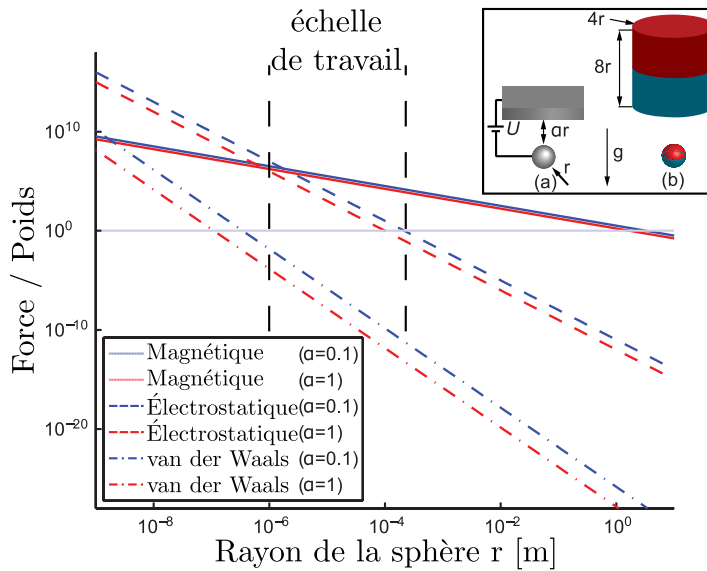 échelle
de travail
4r
8r
U
ɑr
r
g
(a)
(b)
Force / Poids
10^10
10^0
10^−10
10^−20
Magnétique (ɑ=0.1)
Magnétique (ɑ=1)
Électrostatique (ɑ=0.1)
Électrostatique (ɑ=1)
van der Waals (ɑ=0.1)
van der Waals (ɑ=1)
10^−8 10^−6 10^−4 10^−2 10^0
Rayon de la sphère r [m]